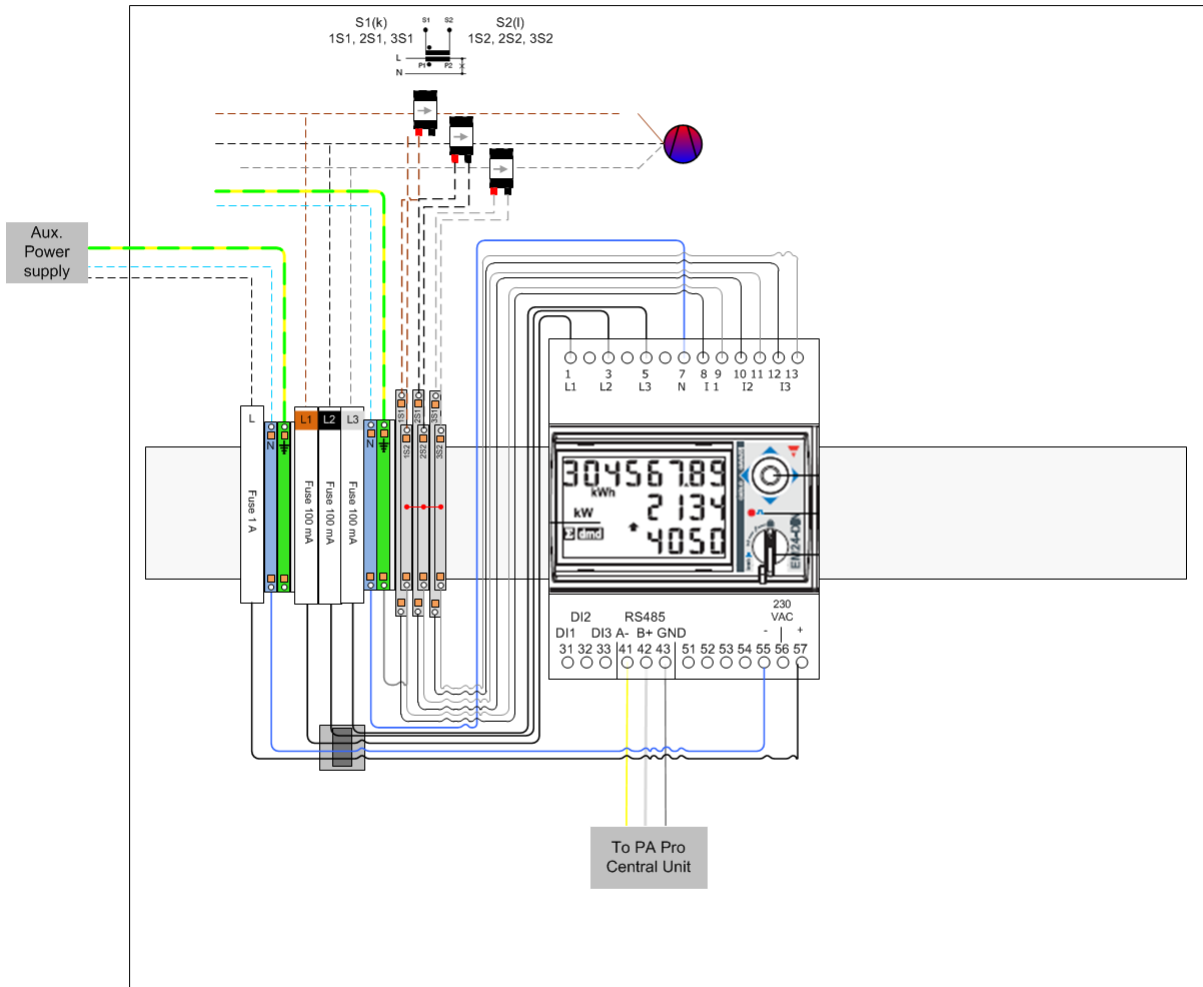 S1(k)
1S1, 2S1, 3S1
S1 S2
S2(l)
1S2, 2S2, 3S2
L
P1 P2
N
Aux.
Power
supply
1 3 5 7 8 9 10 11 12 13
L1 L2 L3 N I 1 I2 I3
L
N
L1
L2
L3
N
1S1
2S1
3S1
1S2
2S2
3S2
Fuse 1 A
Fuse 100 mA
Fuse 100 mA
Fuse 100 mA
304567.89
kWh
kW
2134
Σ dmd
4050
EM24-DIN
230
VAC
DI2 RS485
DI1 DI3 A- B+ GND - +
31 32 33 41 42 43 51 52 53 54 55 56 57
To PA Pro
Central Unit